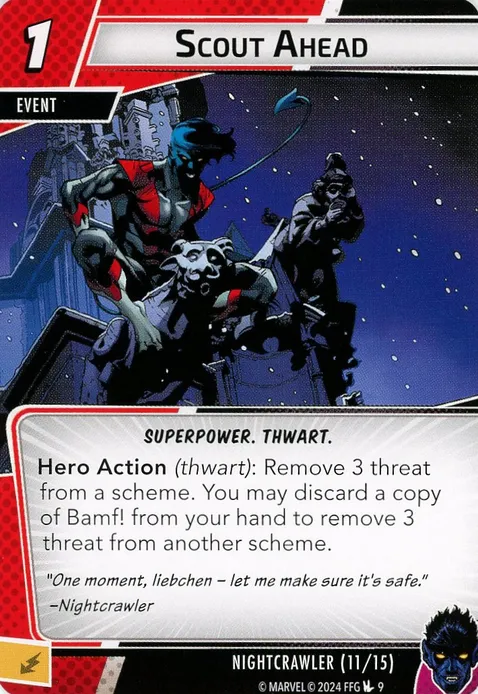 1
SCOUT AHEAD
EVENT
SUPERPOWER. THWART.
Hero Action (thwart): Remove 3 threat
from a scheme. You may discard a copy
of Bamf! from your hand to remove 3
threat from another scheme.
"One moment, liebchen – let me make sure it's safe."
–Nightcrawler
NIGHTCRAWLER (11/15)
© MARVEL © 2024 FFG 9